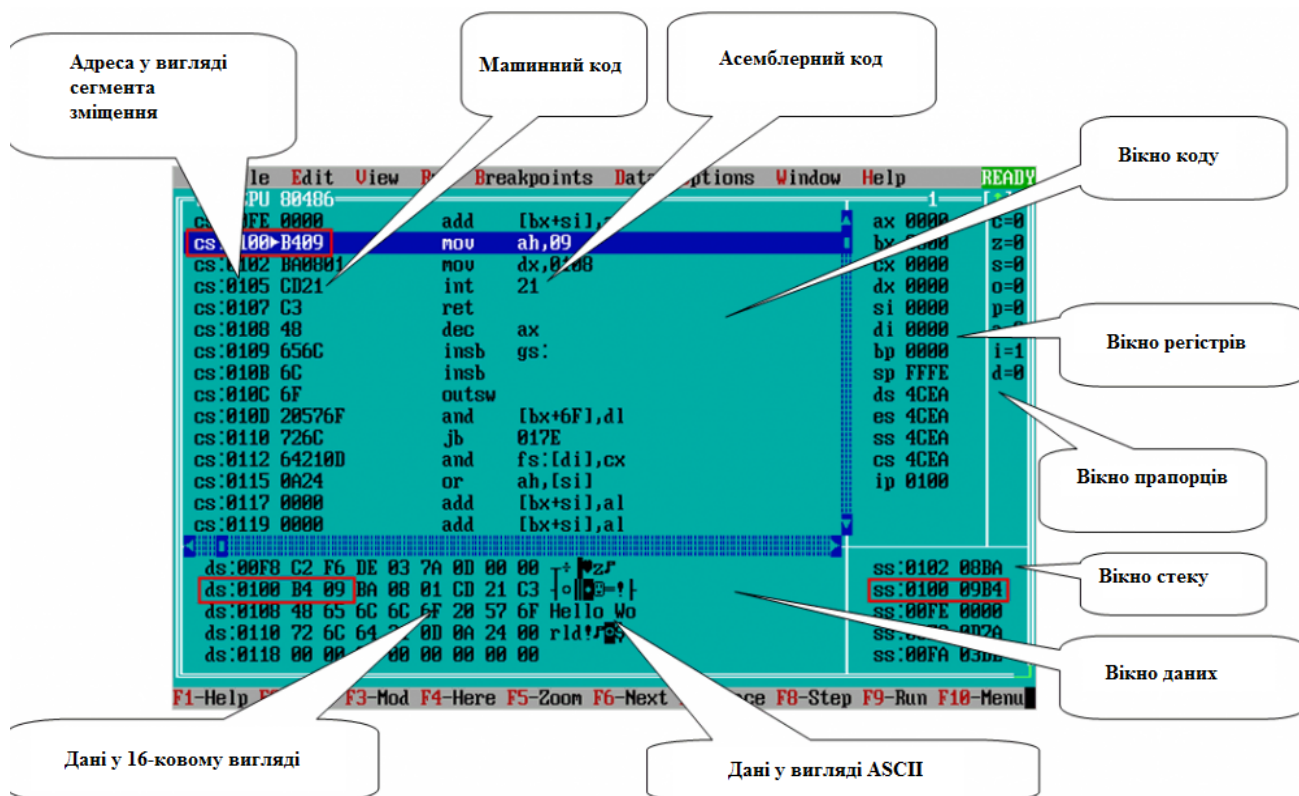 Адреса у вигляді
сегмента
зміщення
Машинний код
Асемблерний код
Вікно коду
Edit View Breakpoints Window Help READY
80486 1
0000 add
cs:0100►B409 mov ah,09
BA0801 mov dx,0108
cs:0105 CD21 int 21
cs:0107 C3 ret
cs:0108 48 dec ax
cs:0109 656C insb gs:
cs:010B 6C insb
cs:010C 6F outsw
cs:010D 20576F and [bx+6F],dl
cs:0110 726C jb 017E
cs:0112 64210D and fs:[di],cx
cs:0115 0A24 or ah,[si]
cs:0117 0000 add [bx+si],al
cs:0119 0000 add [bx+si],al
ax 0000 c=0
bx 0000 z=0
cx 0000 s=0
dx 0000 o=0
si 0000 p=0
di 0000
bp 0000 i=1
sp FFFE d=0
ds 4CEA
es 4CEA
ss 4CEA
cs 4CEA
ip 0100
Вікно регістрів
Вікно прапорців
ds:00F8 C2 F6 DE 03 7A 0D 00 00
ds:0100 B4 09 BA 08 01 CD 21 C3
ds:0108 48 65 6C 6C 6F 20 57 6F Hello Wo
ds:0110 72 6C 64 0D 0A 24 00 rld!
ds:0118 00 00 00 00 00 00 00
ss:0102 08BA
ss:0100 09B4
ss:00FE 0000
ss:00FA
Вікно стеку
Вікно даних
F1-Help F3-Mod F4-Here F5-Zoom F6-Next F8-Step F9-Run F10-Menu
Дані у 16-ковому вигляді
Дані у вигляді ASCII